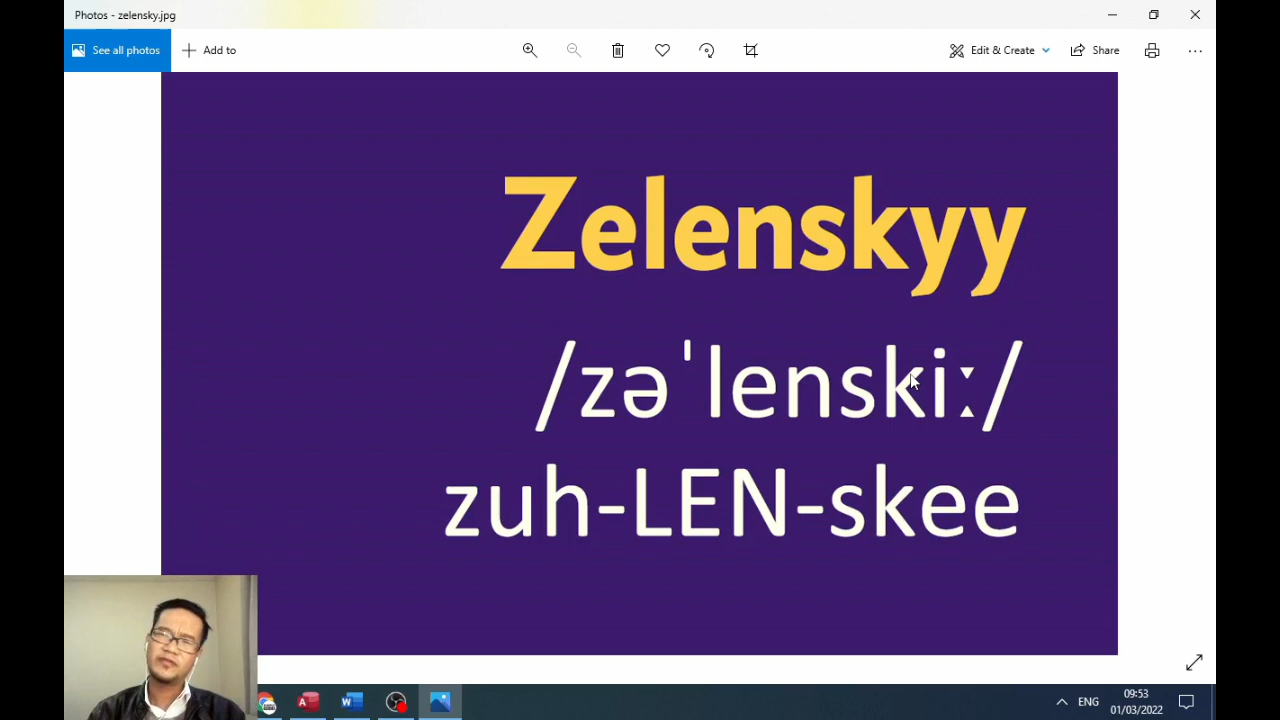 Photos - zelensky.jpg
See all photos
Add to
Edit & Create
Share
Zelenskyy
/zəˈlenskiː/
zuh-LEN-skee
ENG
09:53
01/03/2022